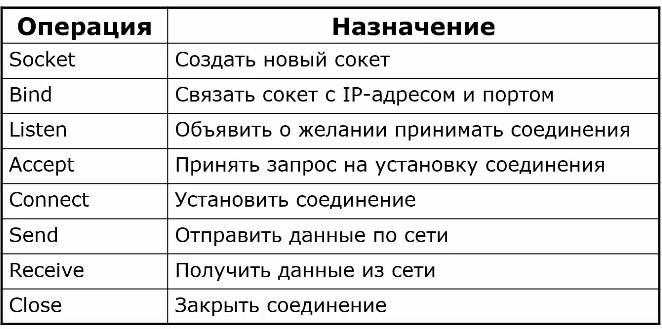 Операция Назначение
Socket Создать новый сокет
Bind Связать сокет с IP-адресом и портом
Listen Объявить о желании принимать соединения
Accept Принять запрос на установку соединения
Connect Установить соединение
Send Отправить данные по сети
Receive Получить данные из сети
Close Закрыть соединение